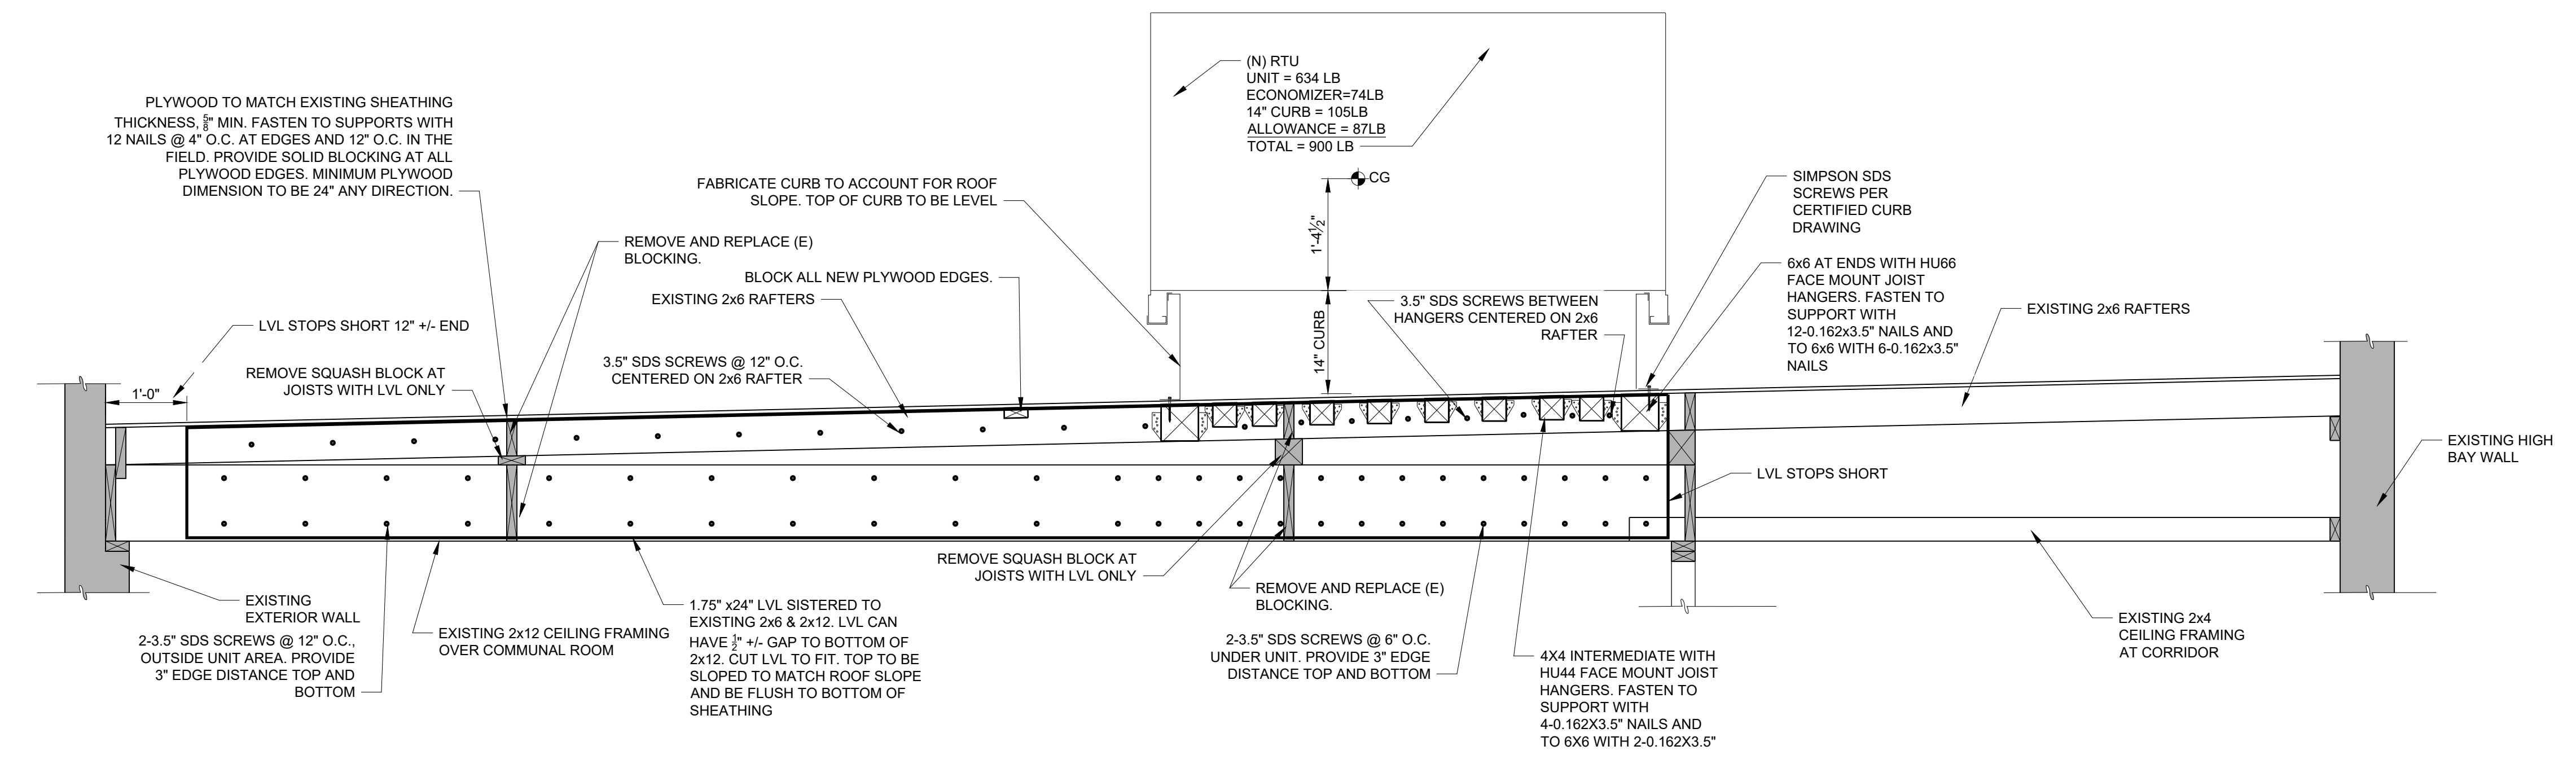 PLYWOOD TO MATCH EXISTING SHEATHING
THICKNESS, 5/8" MIN. FASTEN TO SUPPORTS WITH
12 NAILS @ 4" O.C. AT EDGES AND 12" O.C. IN THE
FIELD. PROVIDE SOLID BLOCKING AT ALL
PLYWOOD EDGES. MINIMUM PLYWOOD
DIMENSION TO BE 24" ANY DIRECTION.
LVL STOPS SHORT 12" +/- END
1'-0"
REMOVE SQUASH BLOCK AT
JOISTS WITH LVL ONLY
REMOVE AND REPLACE (E)
BLOCKING.
FABRICATE CURB TO ACCOUNT FOR ROOF
SLOPE. TOP OF CURB TO BE LEVEL
BLOCK ALL NEW PLYWOOD EDGES.
EXISTING 2x6 RAFTERS
3.5" SDS SCREWS @ 12" O.C.
CENTERED ON 2x6 RAFTER
(N) RTU
UNIT = 634 LB
ECONOMIZER=74LB
14" CURB = 105LB
ALLOWANCE = 87LB
TOTAL = 900 LB
CG
1'-4½"
14" CURB
3.5" SDS SCREWS BETWEEN
HANGERS CENTERED ON 2x6
RAFTER
SIMPSON SDS
SCREWS PER
CERTIFIED CURB
DRAWING
6x6 AT ENDS WITH HU66
FACE MOUNT JOIST
HANGERS. FASTEN TO
SUPPORT WITH
12-0.162x3.5" NAILS AND
TO 6x6 WITH 6-0.162x3.5"
NAILS
EXISTING 2x6 RAFTERS
EXISTING HIGH
BAY WALL
LVL STOPS SHORT
EXISTING
EXTERIOR WALL
2-3.5" SDS SCREWS @ 12" O.C.,
OUTSIDE UNIT AREA. PROVIDE
3" EDGE DISTANCE TOP AND
BOTTOM
EXISTING 2x12 CEILING FRAMING
OVER COMMUNAL ROOM
1.75" x24" LVL SISTERED TO
EXISTING 2x6 & 2x12. LVL CAN
HAVE ½" +/- GAP TO BOTTOM OF
2x12. CUT LVL TO FIT. TOP TO BE
SLOPED TO MATCH ROOF SLOPE
AND BE FLUSH TO BOTTOM OF
SHEATHING
REMOVE SQUASH BLOCK AT
JOISTS WITH LVL ONLY
REMOVE AND REPLACE (E)
BLOCKING.
2-3.5" SDS SCREWS @ 6" O.C.
UNDER UNIT. PROVIDE 3" EDGE
DISTANCE TOP AND BOTTOM
4X4 INTERMEDIATE WITH
HU44 FACE MOUNT JOIST
HANGERS. FASTEN TO
SUPPORT WITH
4-0.162X3.5" NAILS AND
TO 6X6 WITH 2-0.162X3.5"
EXISTING 2x4
CEILING FRAMING
AT CORRIDOR